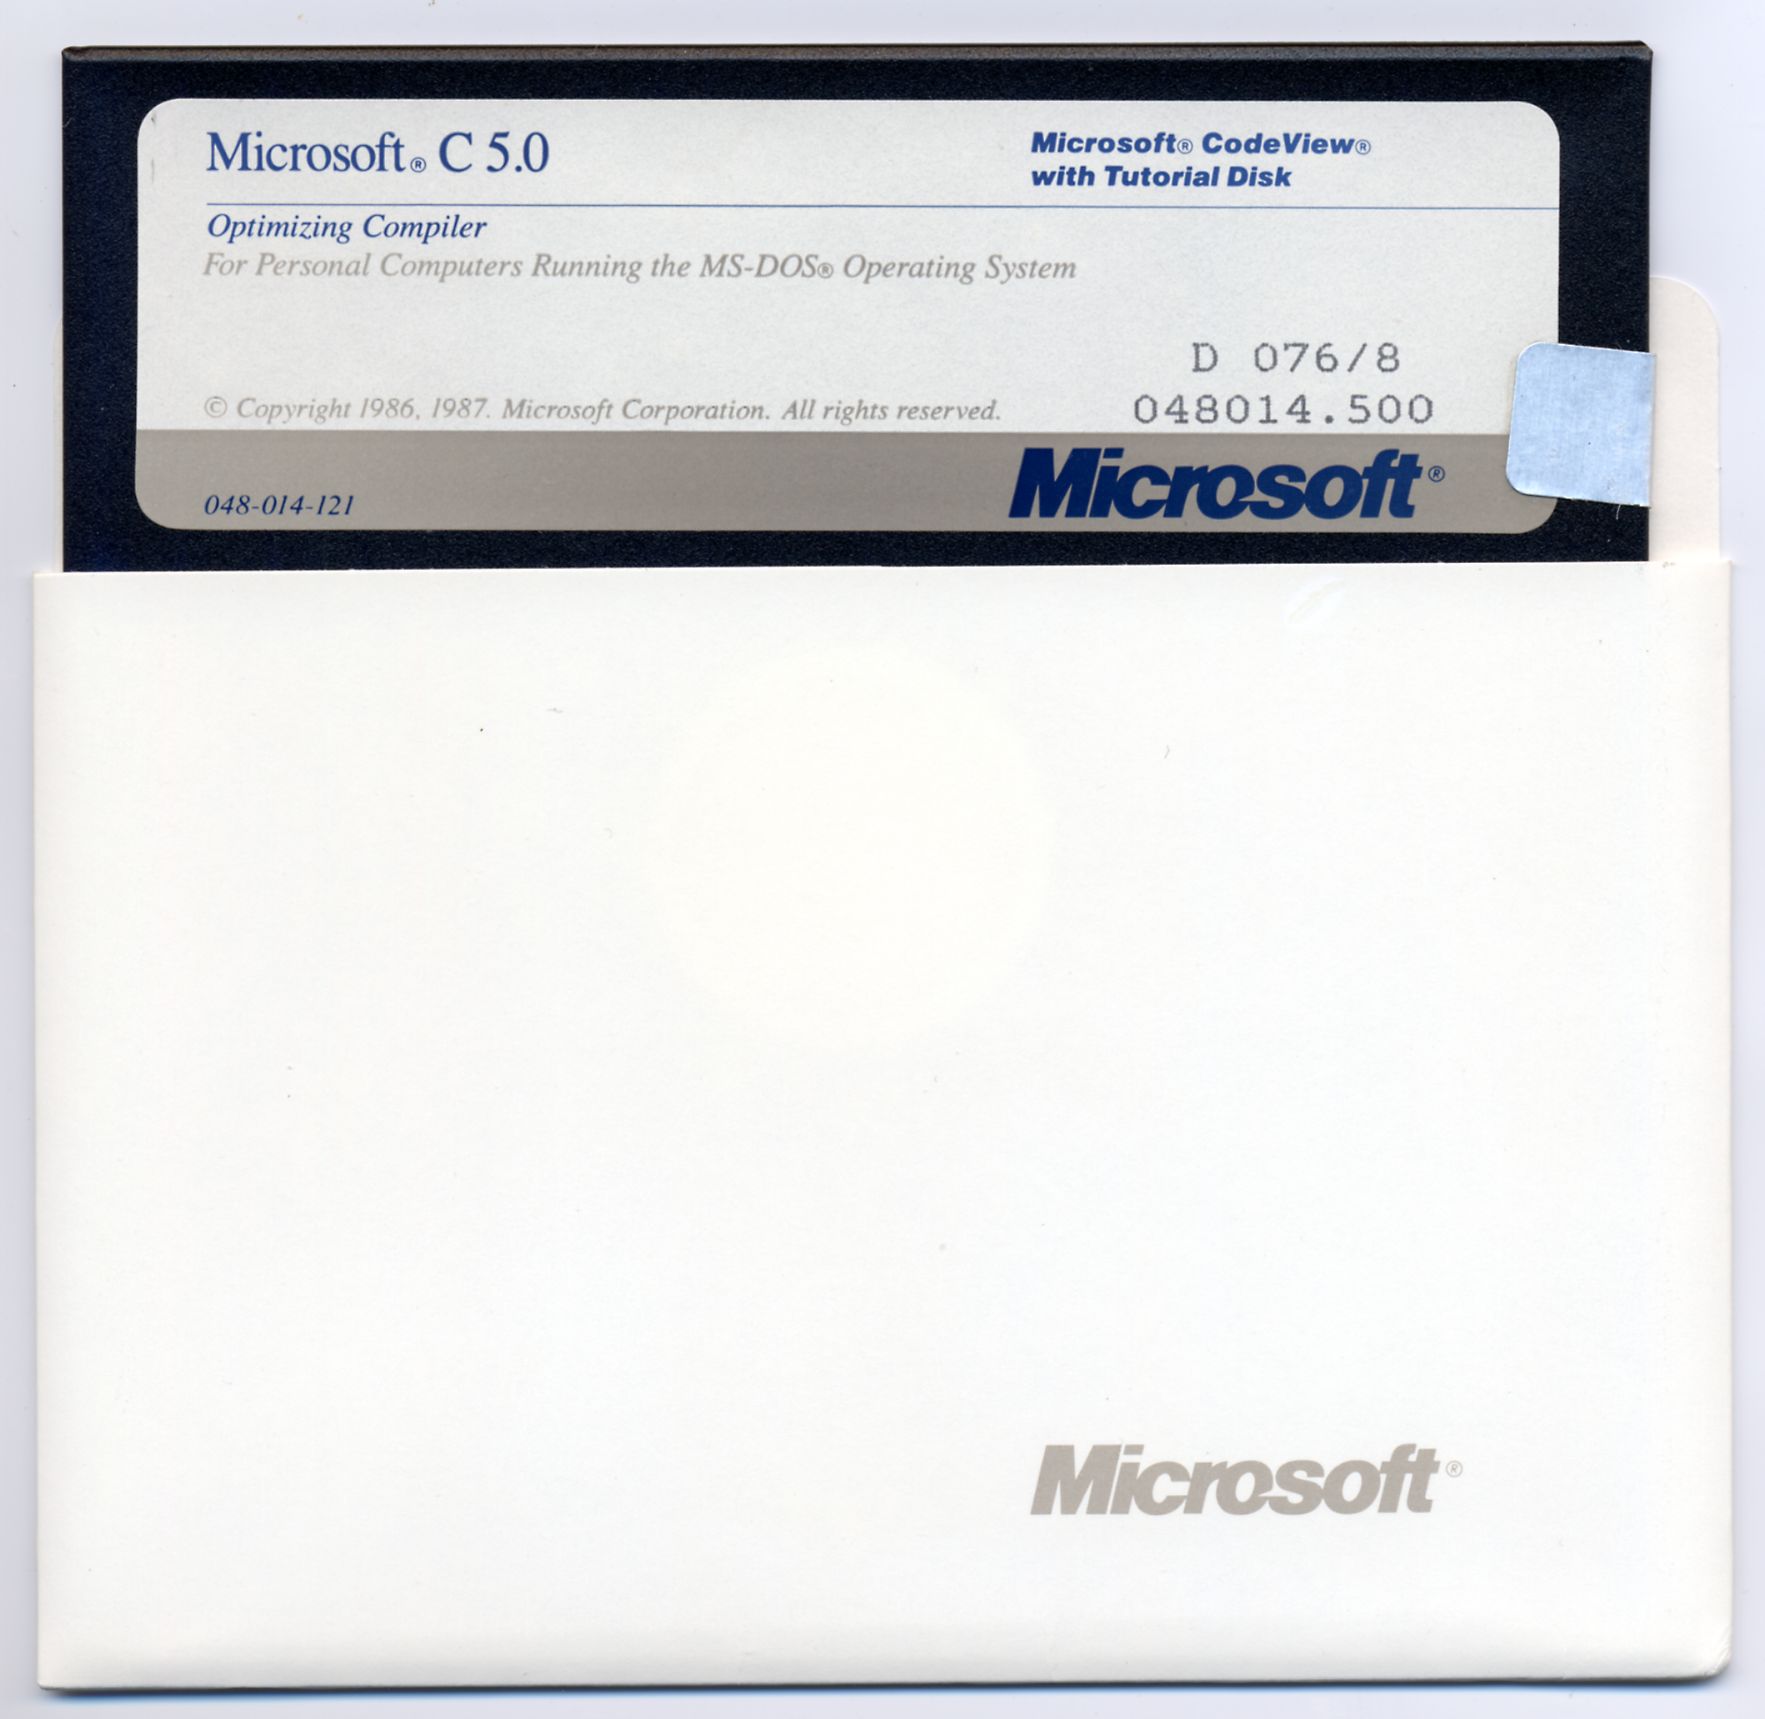 Microsoft® C 5.0
Microsoft® CodeView®
with Tutorial Disk
Optimizing Compiler
For Personal Computers Running the MS-DOS® Operating System
D 076/8
048014.500
© Copyright 1986, 1987. Microsoft Corporation. All rights reserved.
Microsoft®
048-014-121
Microsoft®